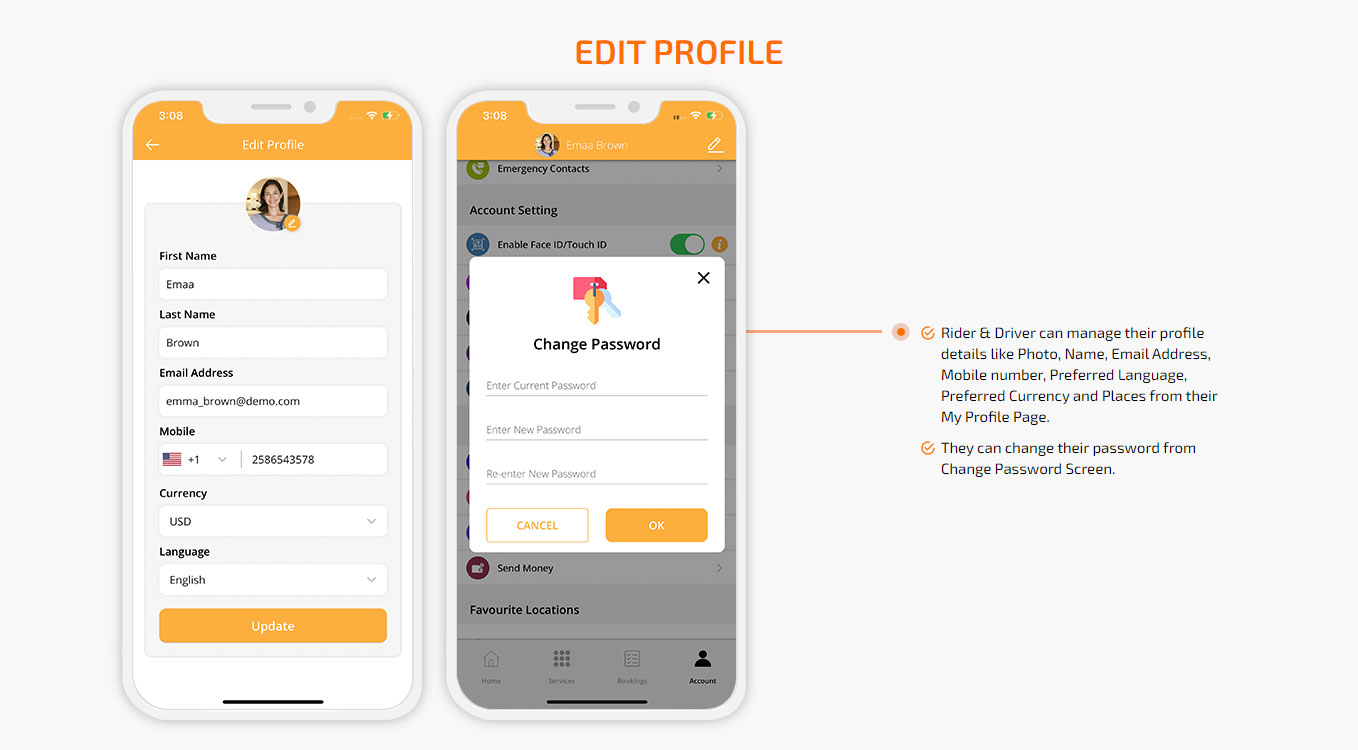 EDIT PROFILE
3:08
Edit Profile
First Name
Emaa
Last Name
Brown
Email Address
emma_brown@demo.com
Mobile
+1 2586543578
Currency
USD
Language
English
Update
3:08
Emaa Brown
Emergency Contacts
Account Setting
Enable Face ID/Touch ID
i
Change Password
Enter Current Password
Enter New Password
Re-enter New Password
CANCEL OK
Send Money
Favourite Locations
Home Services Bookings Account
Rider & Driver can manage their profile
details like Photo, Name, Email Address,
Mobile number, Preferred Language,
Preferred Currency and Places from their
My Profile Page.
They can change their password from
Change Password Screen.